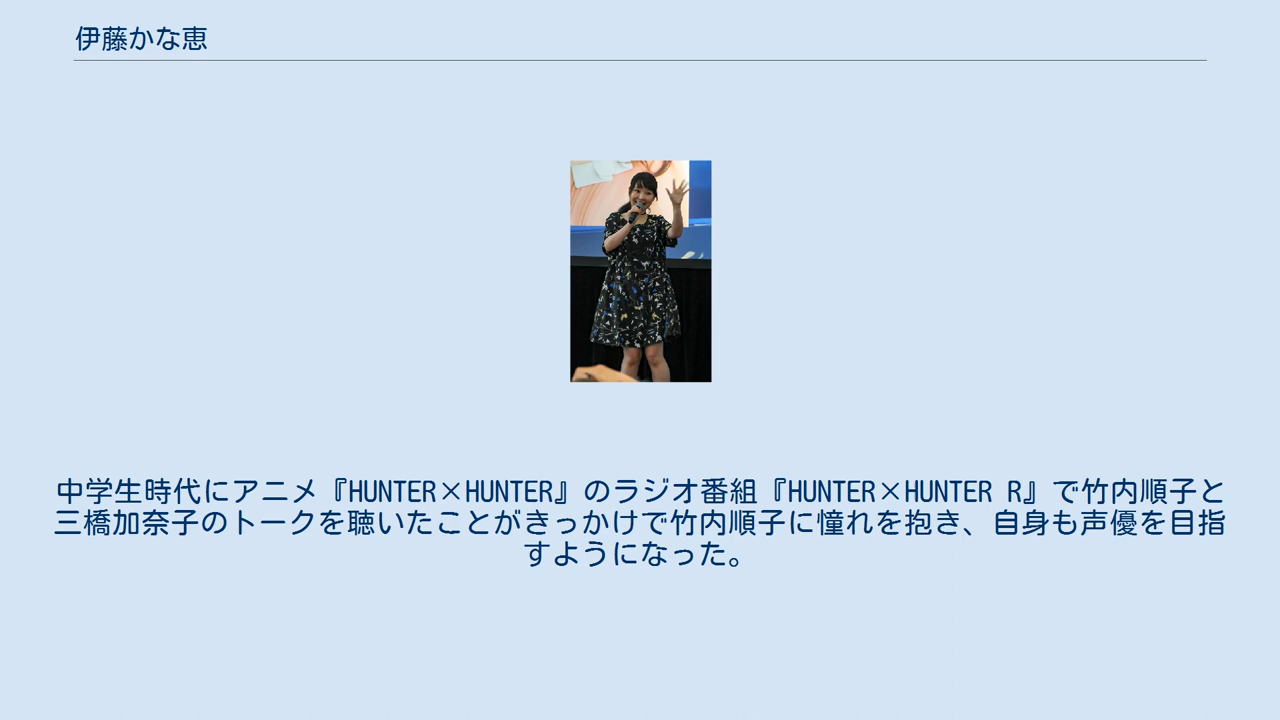 伊藤かな恵
中学生時代にアニメ『HUNTER×HUNTER』のラジオ番組『HUNTER×HUNTER R』で竹内順子と
三橋加奈子のトークを聴いたことがきっかけで竹内順子に憧れを抱き、自身も声優を目指
すようになった。